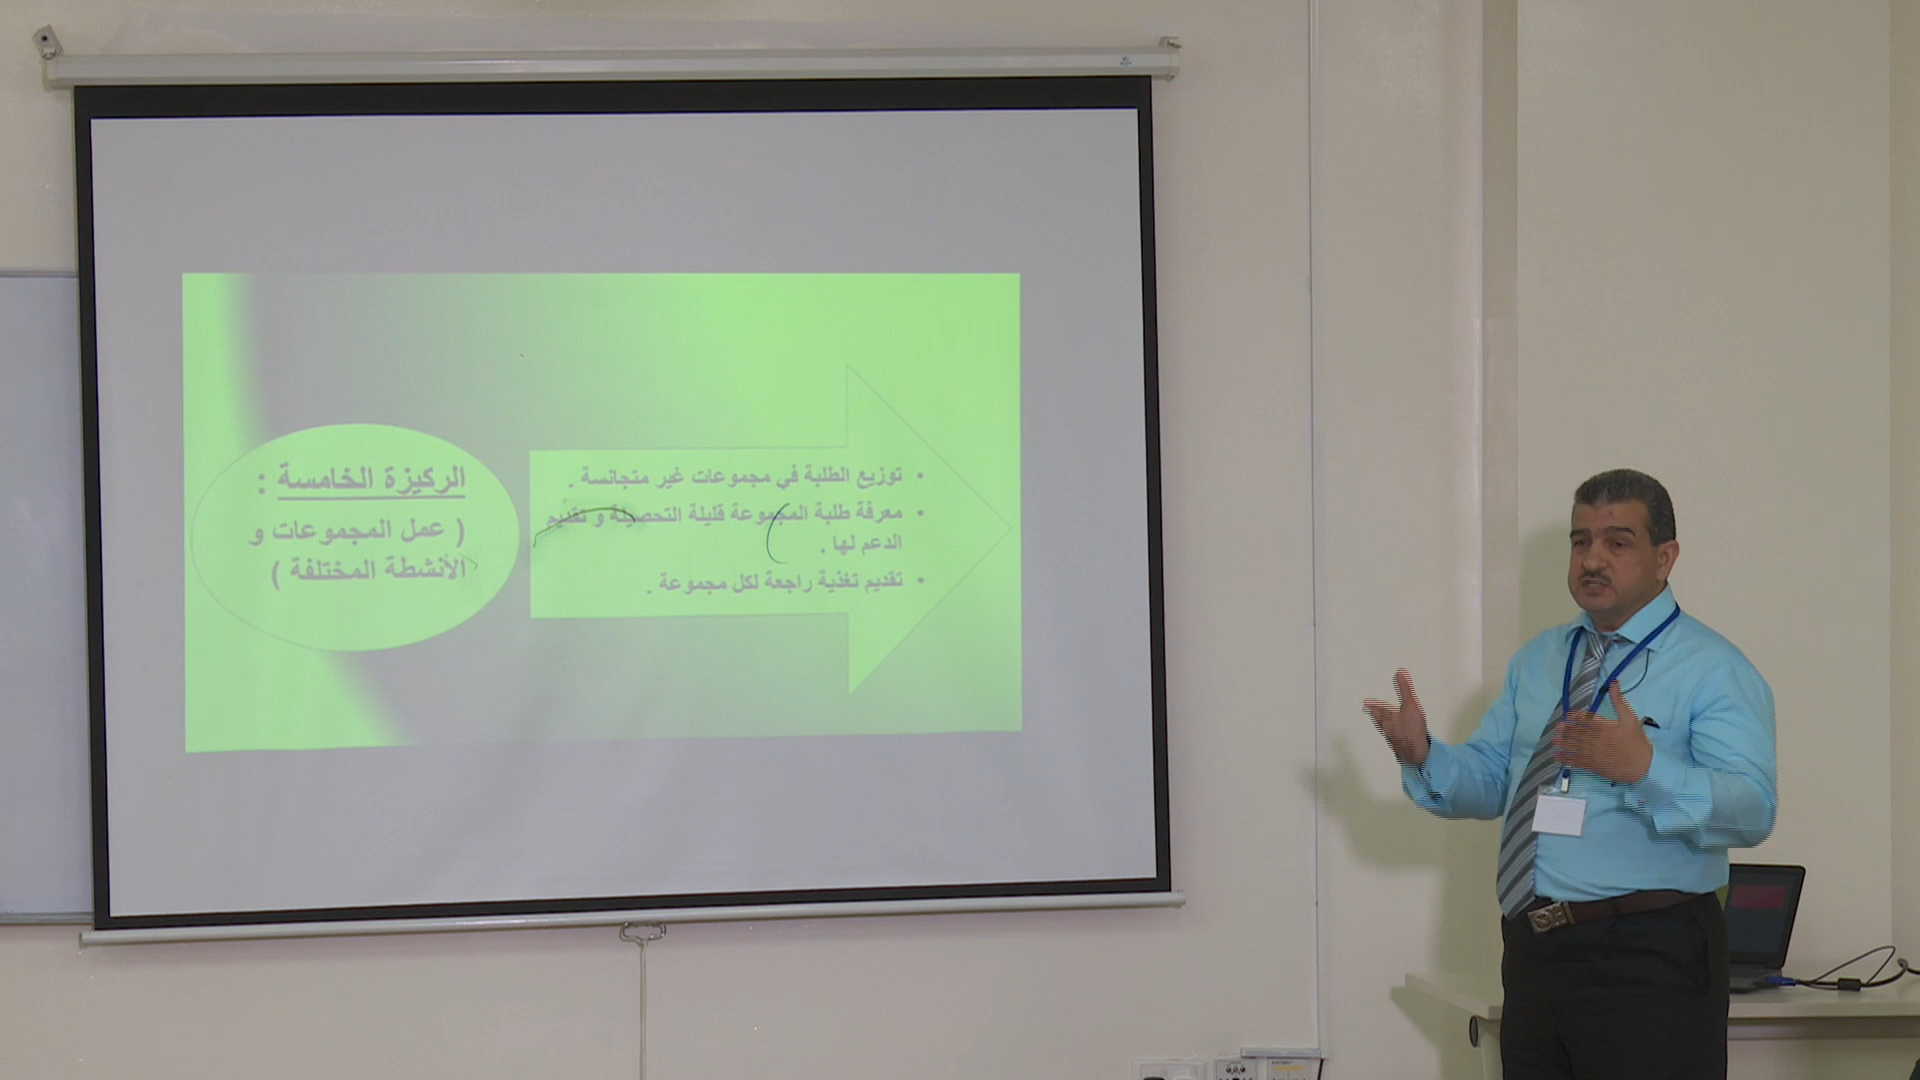 الركيزة الخامسة :
( عمل المجموعات و
الأنشطة المختلفة )
• توزيع الطلبة في مجموعات غير متجانسة .
• معرفة طلبة المجموعة قليلة التحصيلة و تقديم
الدعم لها .
• تقديم تغذية راجعة لكل مجموعة .